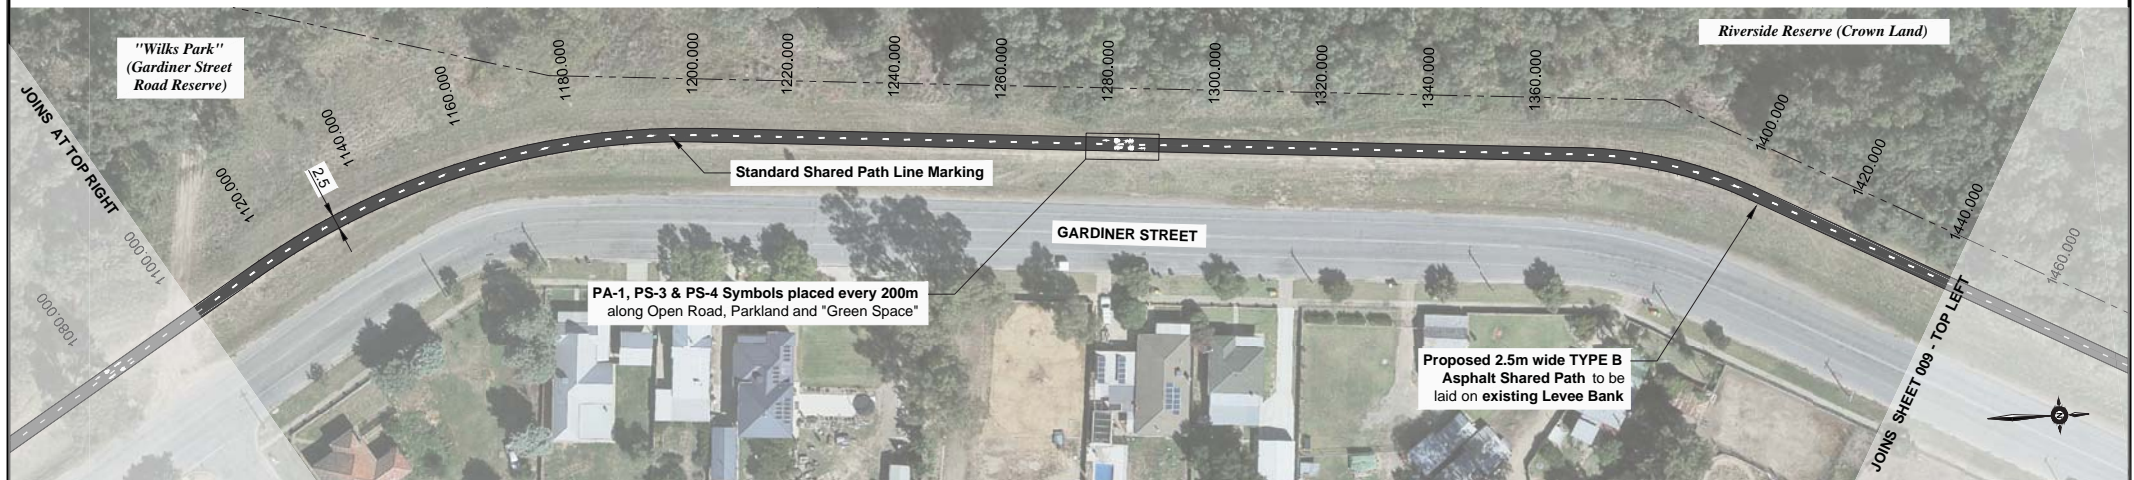 "Wilks Park"
(Gardiner Street
Road Reserve)
Riverside Reserve (Crown Land)
JOINS AT TOP RIGHT
1080.000
1100.000
1120.000
1140.000
1160.000
1180.000
1200.000
1220.000
1240.000
1260.000
1280.000
1300.000
1320.000
1340.000
1360.000
1400.000
1420.000
1440.000
1460.000
2.5
Standard Shared Path Line Marking
GARDINER STREET
PA-1, PS-3 & PS-4 Symbols placed every 200m
along Open Road, Parkland and "Green Space"
Proposed 2.5m wide TYPE B
Asphalt Shared Path to be
laid on existing Levee Bank
JOINS SHEET 009 - TOP LEFT
N